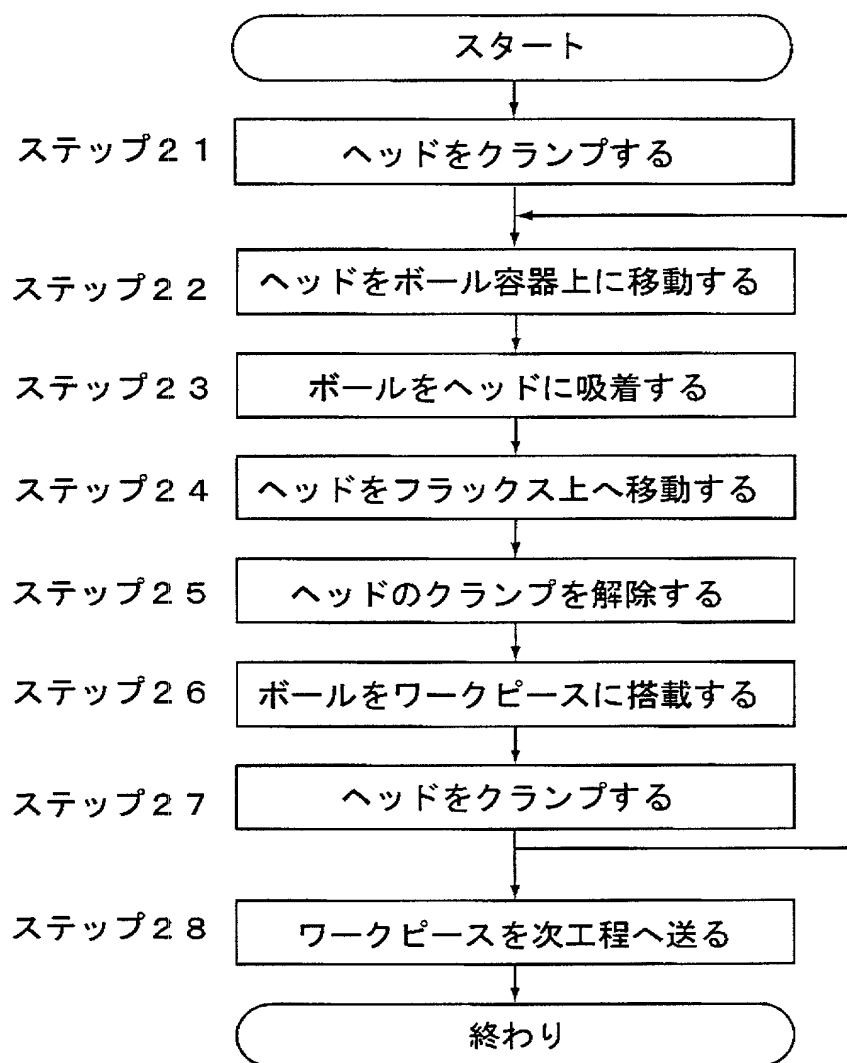 スタート
ステップ２１ ヘッドをクランプする
ステップ２２ ヘッドをボール容器上に移動する
ステップ２３ ボールをヘッドに吸着する
ステップ２４ ヘッドをフラックス上へ移動する
ステップ２５ ヘッドのクランプを解除する
ステップ２６ ボールをワークピースに搭載する
ステップ２７ ヘッドをクランプする
ステップ２８ ワークピースを次工程へ送る
終わり